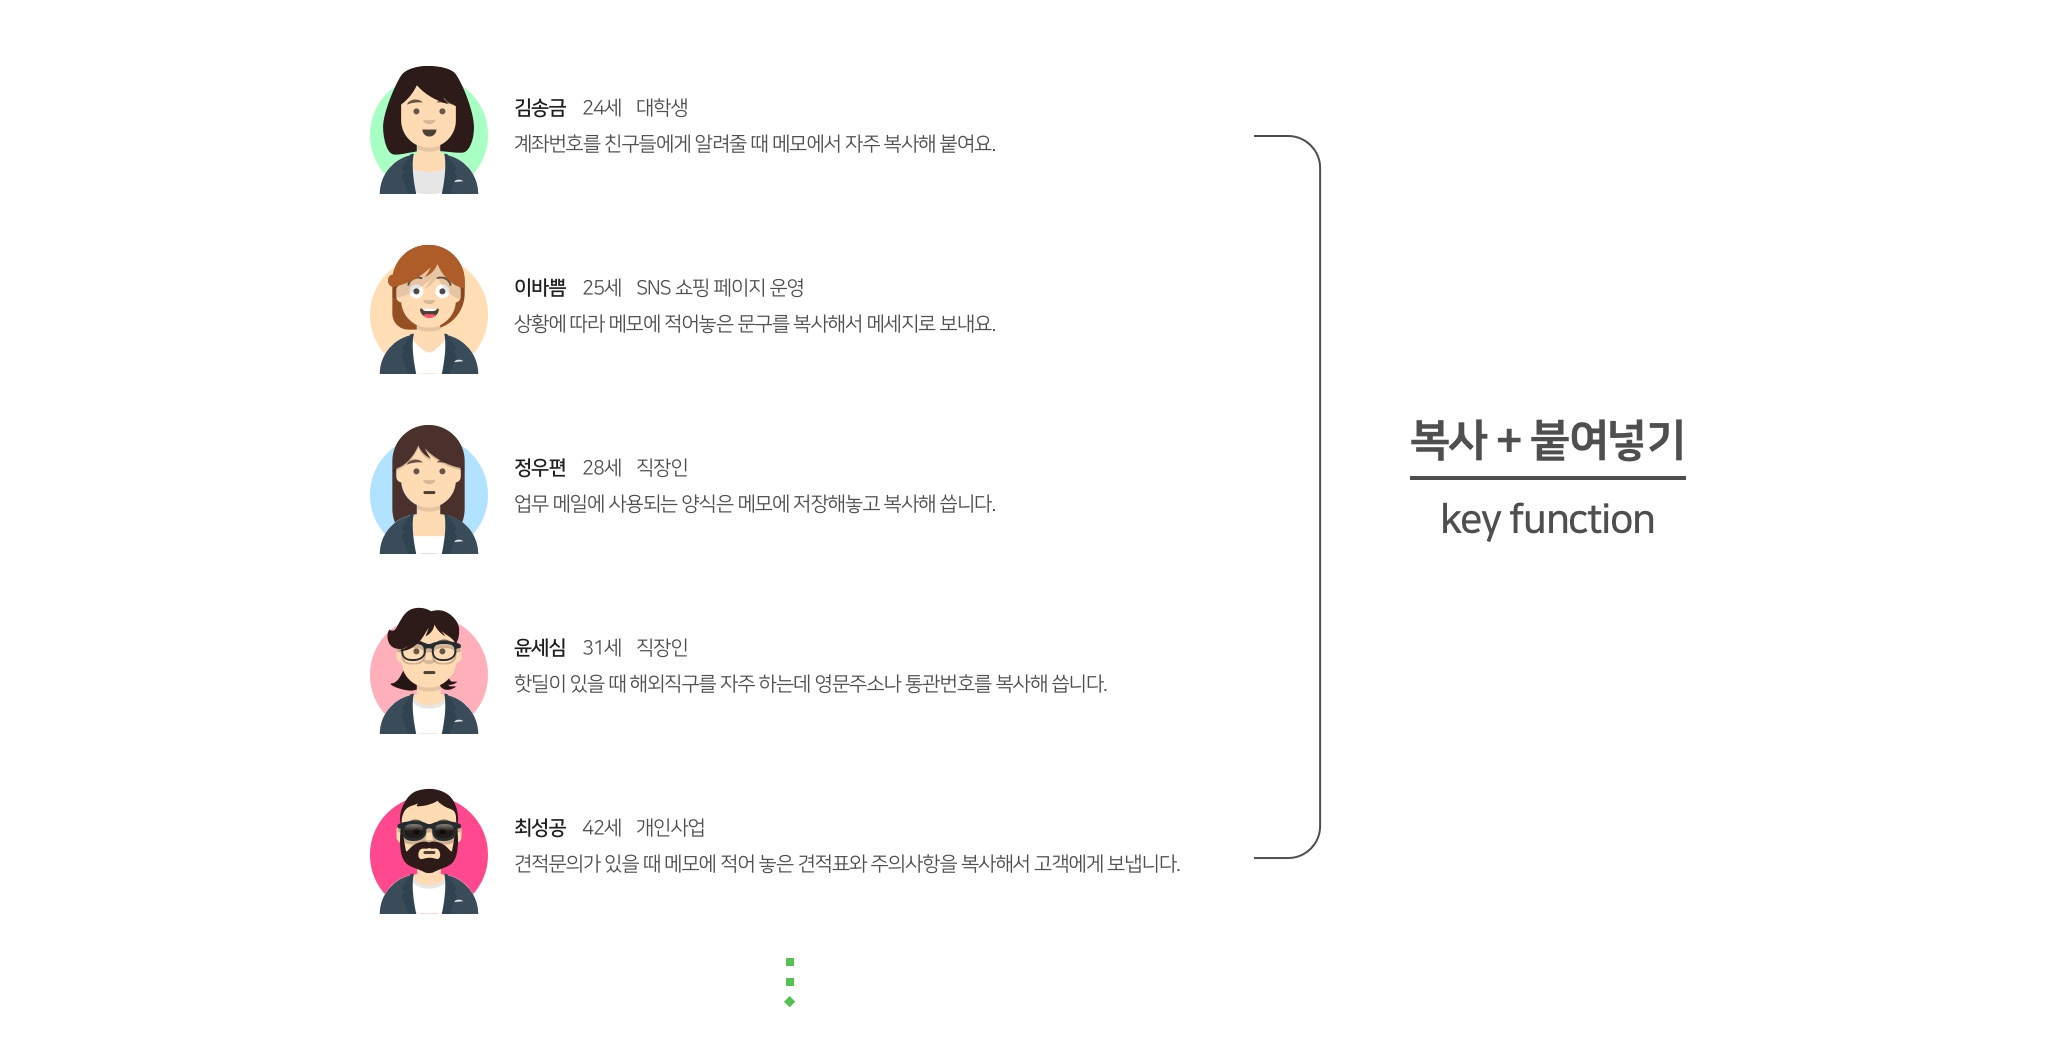 김송금 24세 대학생
계좌번호를 친구들에게 알려줄 때 메모에서 자주 복사해 붙여요.
이바쁨 25세 SNS 쇼핑 페이지 운영
상황에 따라 메모에 적어놓은 문구를 복사해서 메세지로 보내요.
정우편 28세 직장인
업무 메일에 사용되는 양식은 메모에 저장해놓고 복사해 씁니다.
윤세심 31세 직장인
핫딜이 있을 때 해외직구를 자주 하는데 영문주소나 통관번호를 복사해 씁니다.
최성공 42세 개인사업
견적문의가 있을 때 메모에 적어 놓은 견적표와 주의사항을 복사해서 고객에게 보냅니다.
복사 + 붙여넣기
key function